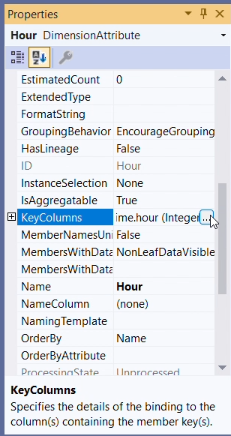 Properties
Hour DimensionAttribute
EstimatedCount 0
ExtendedType
FormatString
GroupingBehavior EncourageGrouping
HasLineage False
ID Hour
InstanceSelection None
IsAggregatable True
KeyColumns ime.hour (Integer ...
MemberNamesUni False
MembersWithData NonLeafDataVisible
MembersWithData
Name Hour
NameColumn (none)
NamingTemplate
OrderBy Name
OrderByAttribute
ProcessingState Unprocessed
KeyColumns
Specifies the details of the binding to the
column(s) containing the member key(s).